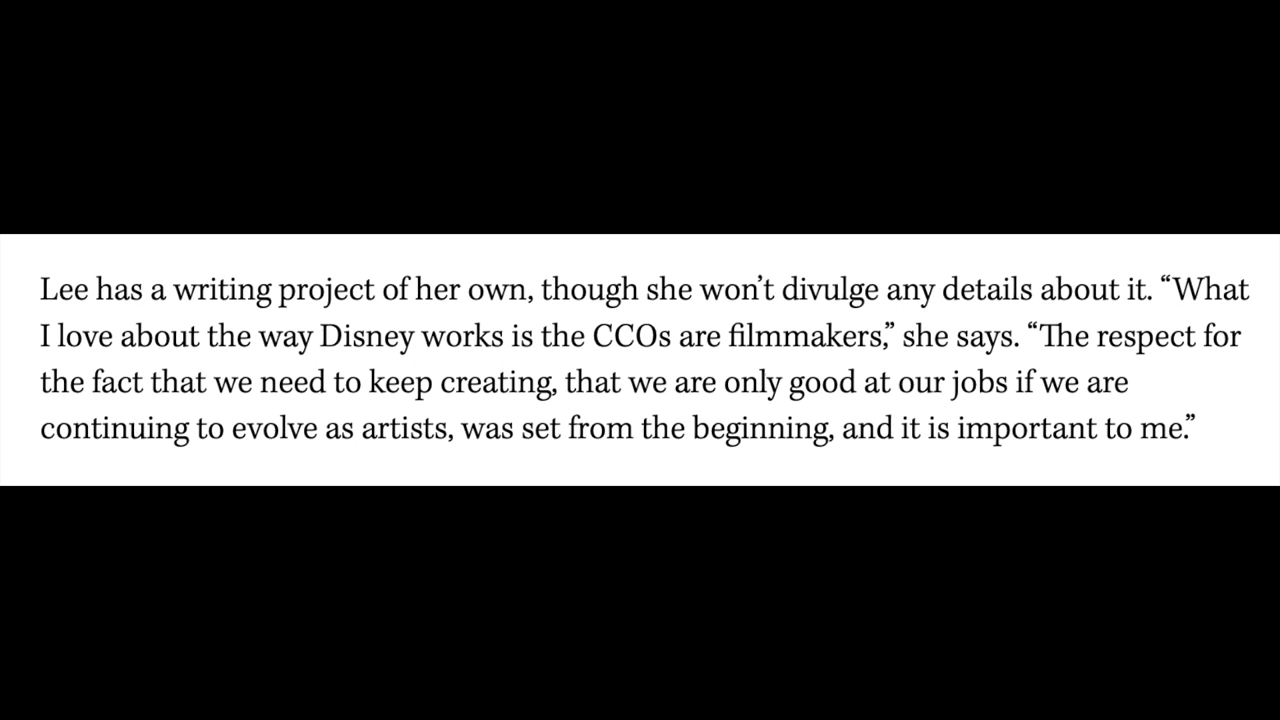 Lee has a writing project of her own, though she won’t divulge any details about it. “What
I love about the way Disney works is the CCOs are filmmakers,” she says. “The respect for
the fact that we need to keep creating, that we are only good at our jobs if we are
continuing to evolve as artists, was set from the beginning, and it is important to me.”